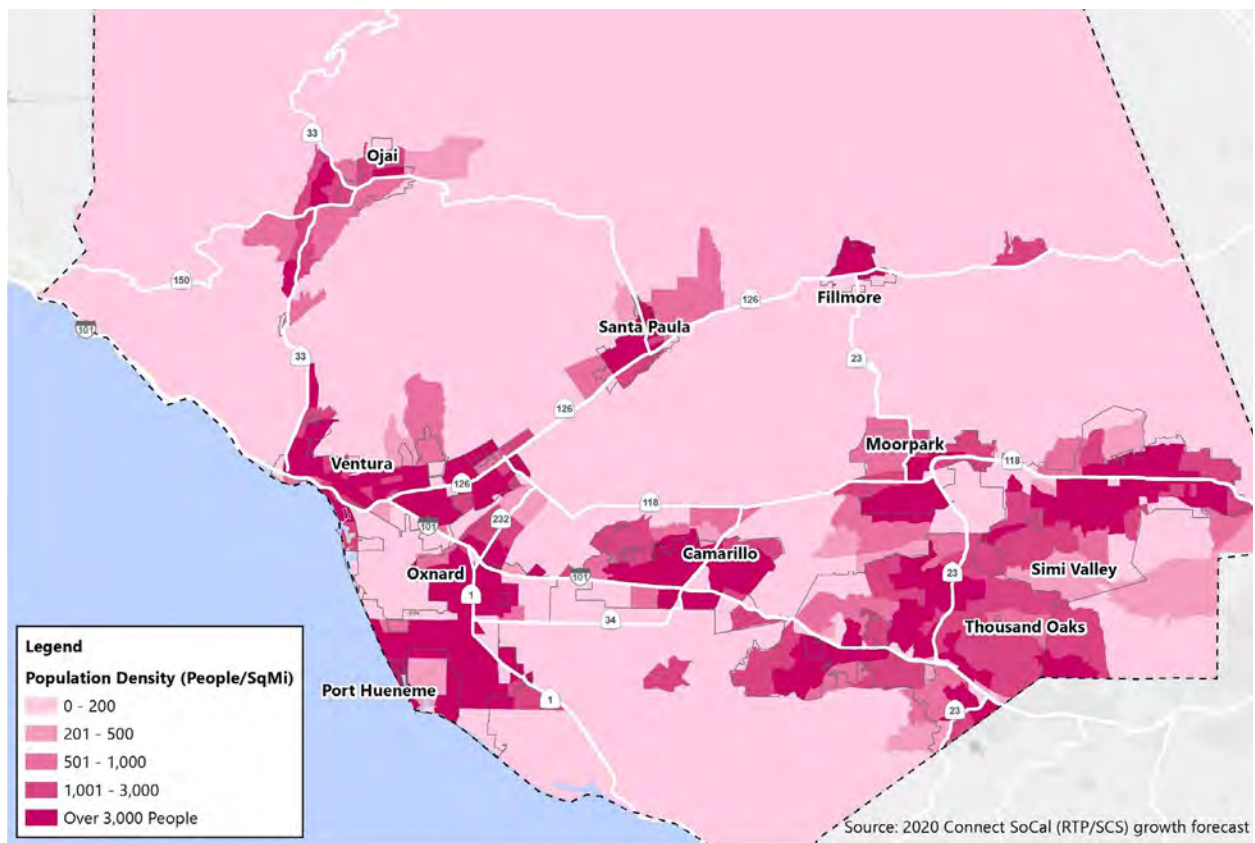 33
Ojai
150
126
Fillmore
101
Santa Paula
33
23
126
Moorpark
118
Ventura
126
118
232
101
Camarillo
Oxnard
101
23
Simi Valley
1
34
Thousand Oaks
Port Hueneme
1
23
Legend
Population Density (People/SqMi)
0 - 200
201 - 500
501 - 1,000
1,001 - 3,000
Over 3,000 People
Source: 2020 Connect SoCal (RTP/SCS) growth forecast